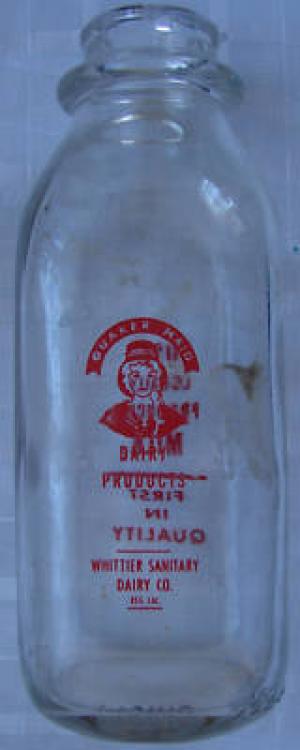 QUAKER MAID
DAIRY
PRODUCTS
FIRST
IN
QUALITY
WHITTIER SANITARY
DAIRY CO.